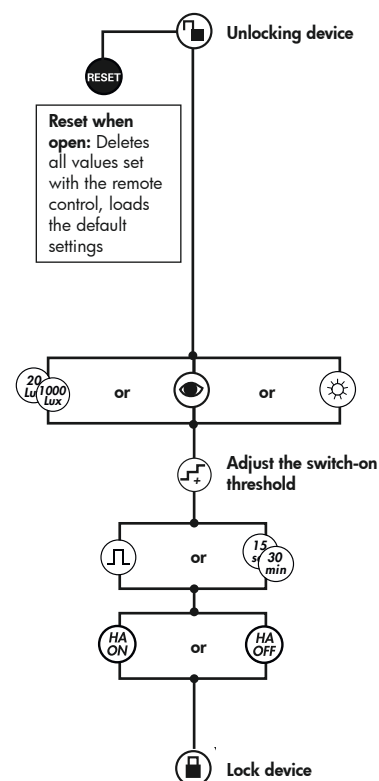 Unlocking device
RESET
Reset when
open: Deletes
all values set
with the remote
control, loads
the default
settings
20
1000
Lux
or
or
Adjust the switch-on
threshold
or
15
30
min
HA
ON
or
HA
OFF
Lock device